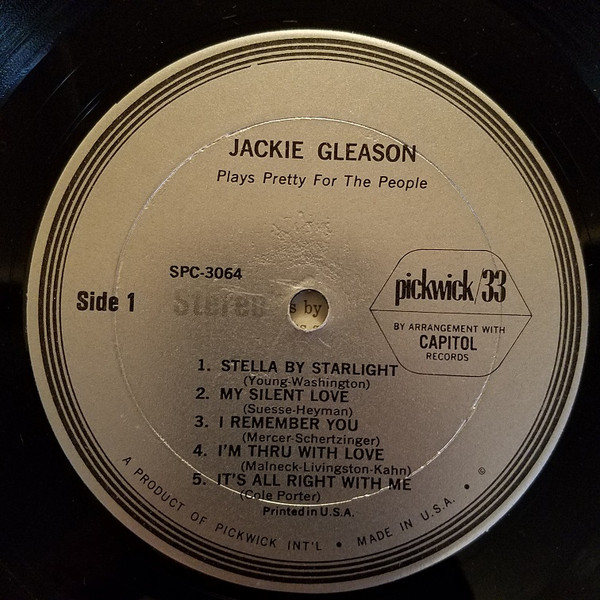 JACKIE GLEASON
Plays Pretty For The People
SPC-3064
Side 1
Stereo
s by
pickwick/33
BY ARRANGEMENT WITH
CAPITOL
RECORDS
1. STELLA BY STARLIGHT
(Young-Washington)
2. MY SILENT LOVE
(Suesse-Heyman)
3. I REMEMBER YOU
(Mercer-Schertzinger)
4. I'M THRU WITH LOVE
(Malneck-Livingston-Kahn)
5. IT'S ALL RIGHT WITH ME
(Cole Porter)
Printed in U.S.A.
A PRODUCT OF PICKWICK INT'L • MADE IN U.S.A. • ©